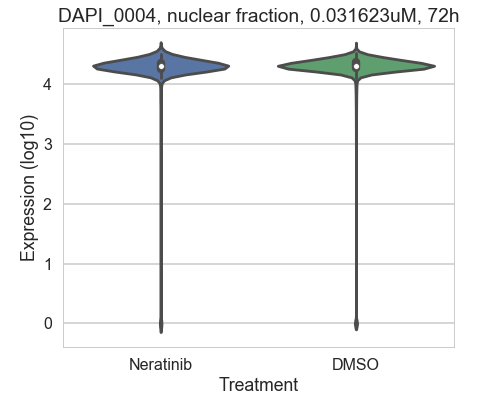 DAPI_0004, nuclear fraction, 0.031623uM, 72h
Expression (log10)
4
3
2
1
0
Neratinib DMSO
Treatment